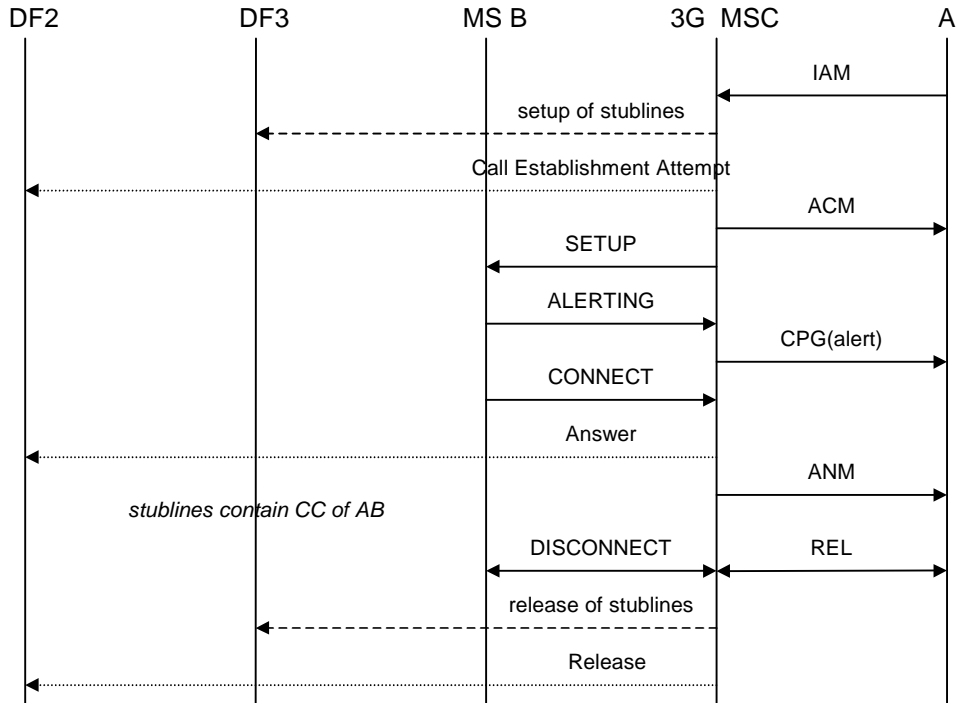 DF2 DF3 MS B 3G MSC A
IAM
setup of stublines
Call Establishment Attempt
ACM
SETUP
ALERTING
CPG(alert)
CONNECT
Answer
ANM
stublines contain CC of AB
DISCONNECT REL
release of stublines
Release